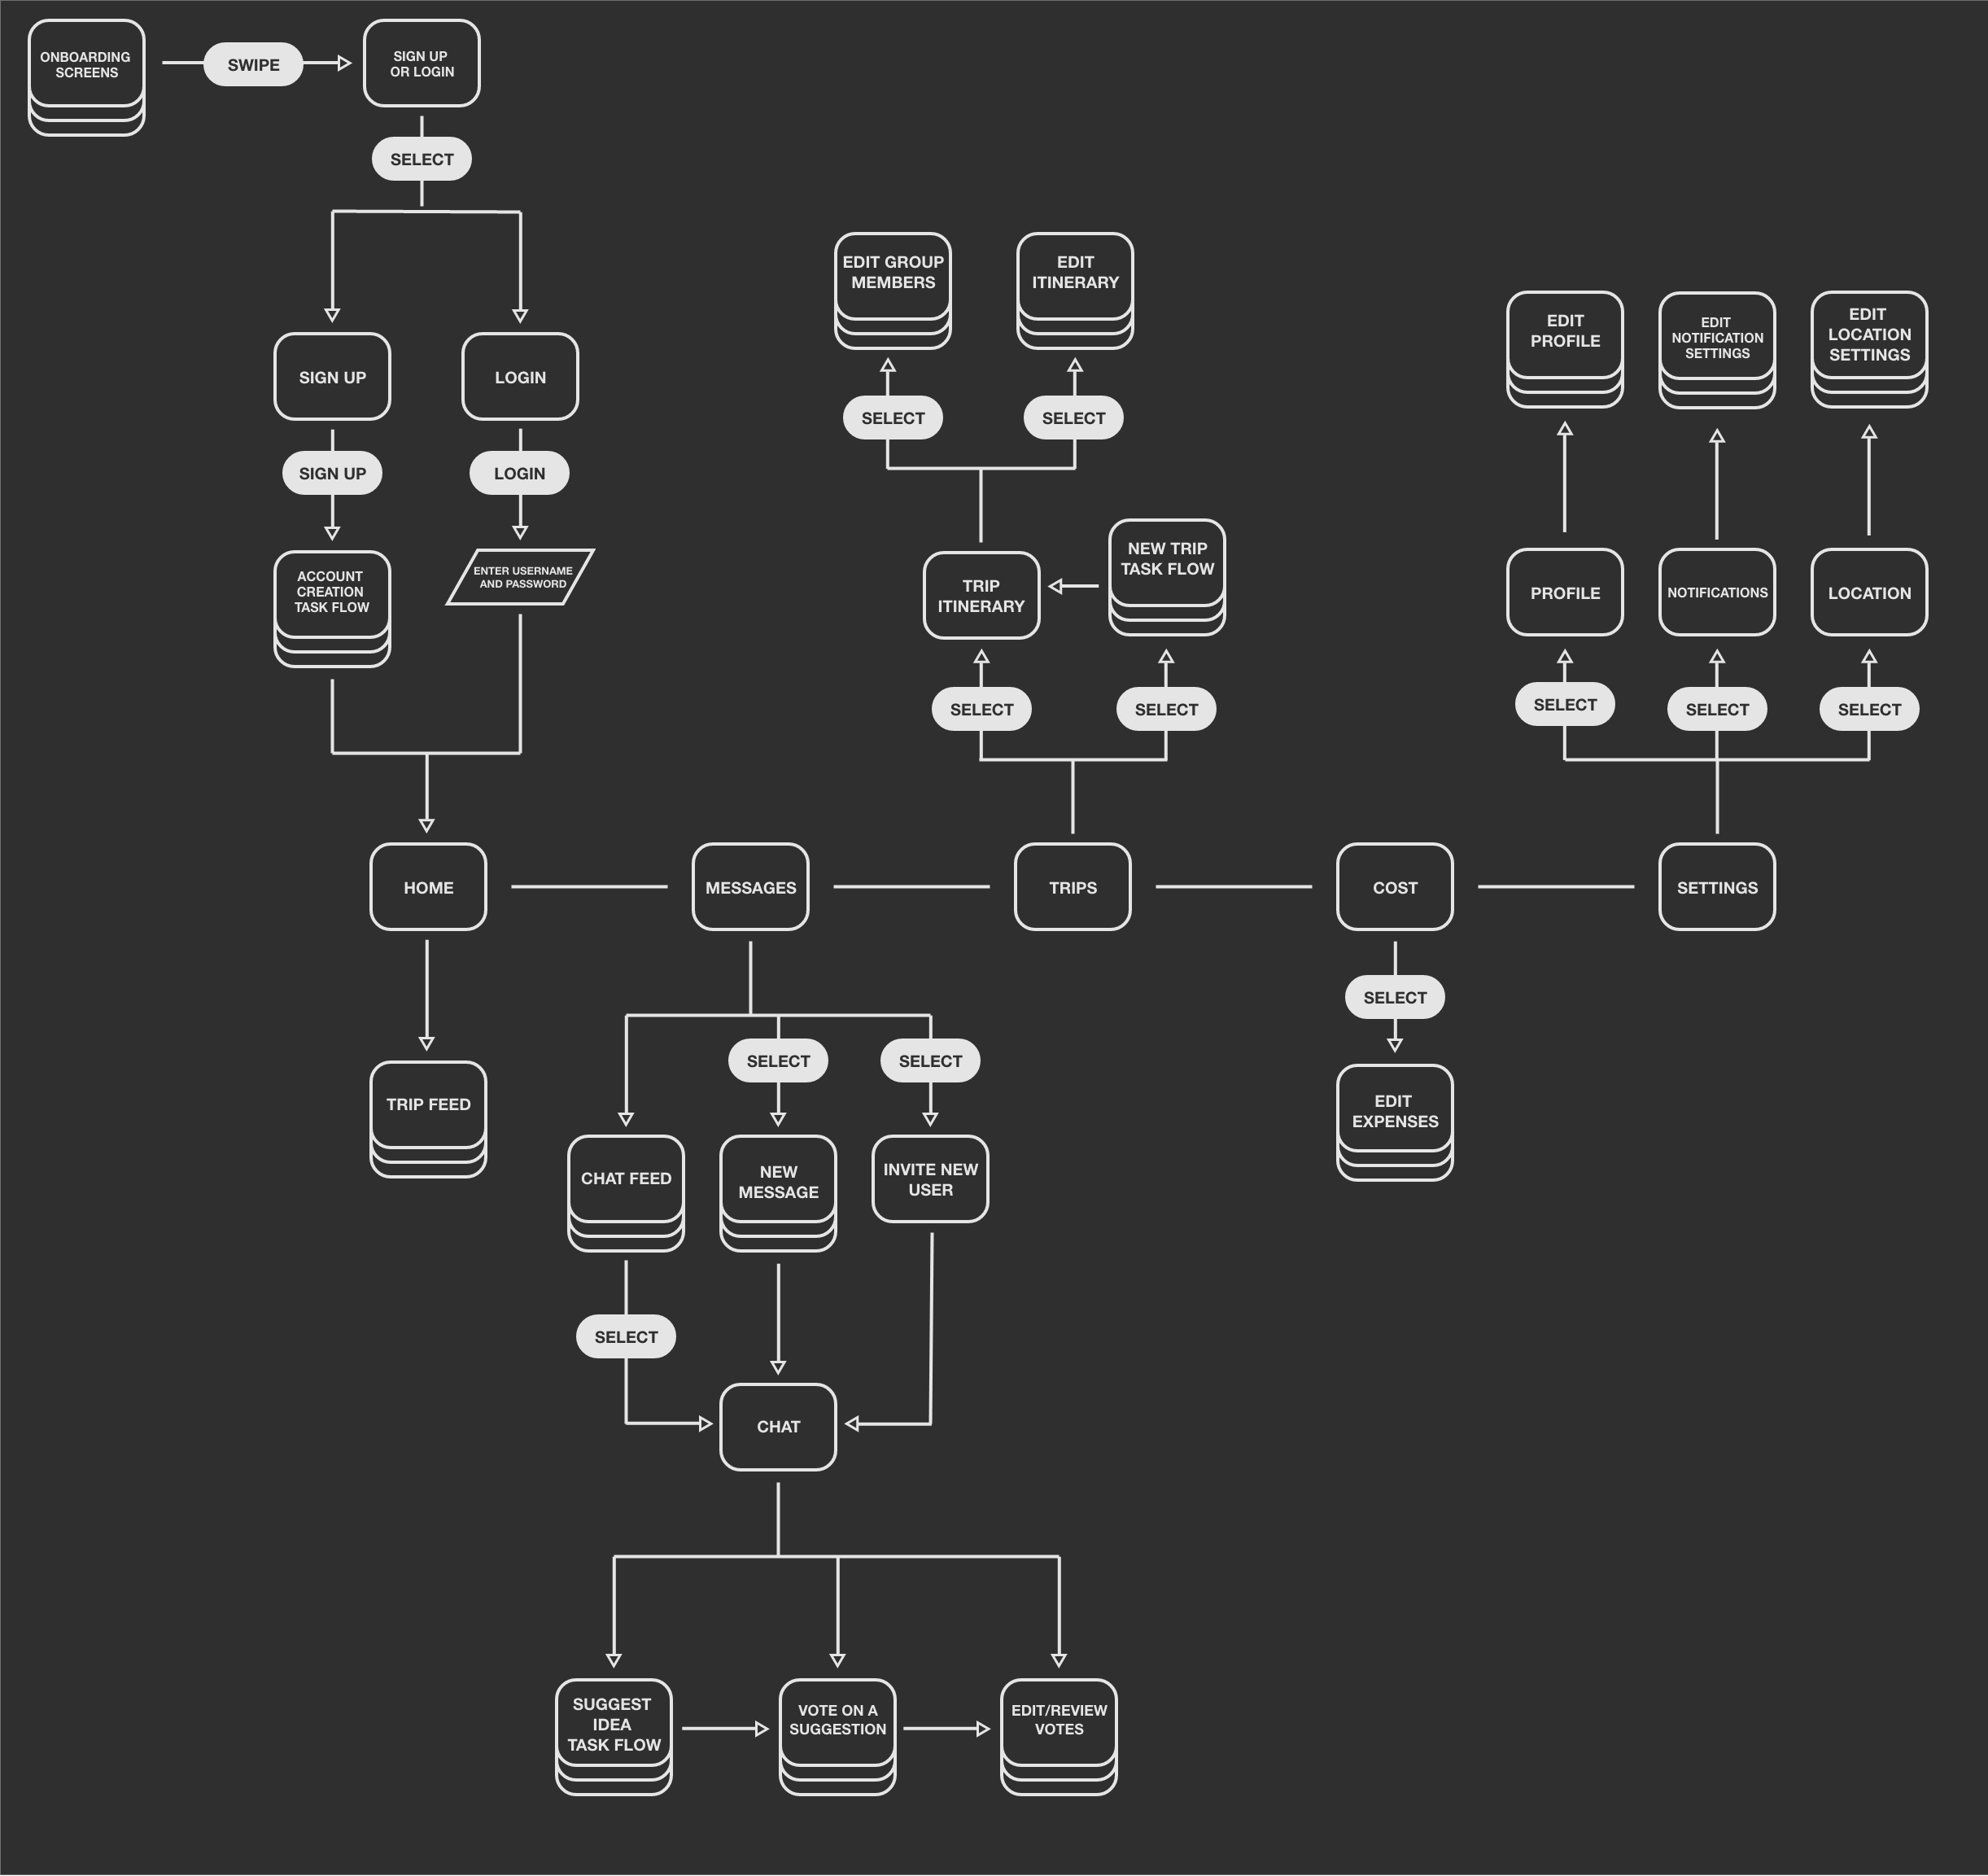 ONBOARDING
SCREENS
SWIPE
SIGN UP
OR LOGIN
SELECT
SIGN UP
LOGIN
SIGN UP
LOGIN
ACCOUNT
CREATION
TASK FLOW
ENTER USERNAME
AND PASSWORD
EDIT GROUP
MEMBERS
EDIT
ITINERARY
SELECT
SELECT
TRIP
ITINERARY
NEW TRIP
TASK FLOW
SELECT
SELECT
EDIT
PROFILE
EDIT
NOTIFICATION
SETTINGS
EDIT
LOCATION
SETTINGS
PROFILE
NOTIFICATIONS
LOCATION
SELECT
SELECT
SELECT
HOME
MESSAGES
TRIPS
COST
SETTINGS
TRIP FEED
SELECT
SELECT
CHAT FEED
NEW
MESSAGE
INVITE NEW
USER
SELECT
CHAT
SELECT
EDIT
EXPENSES
SUGGEST
IDEA
TASK FLOW
VOTE ON A
SUGGESTION
EDIT/REVIEW
VOTES